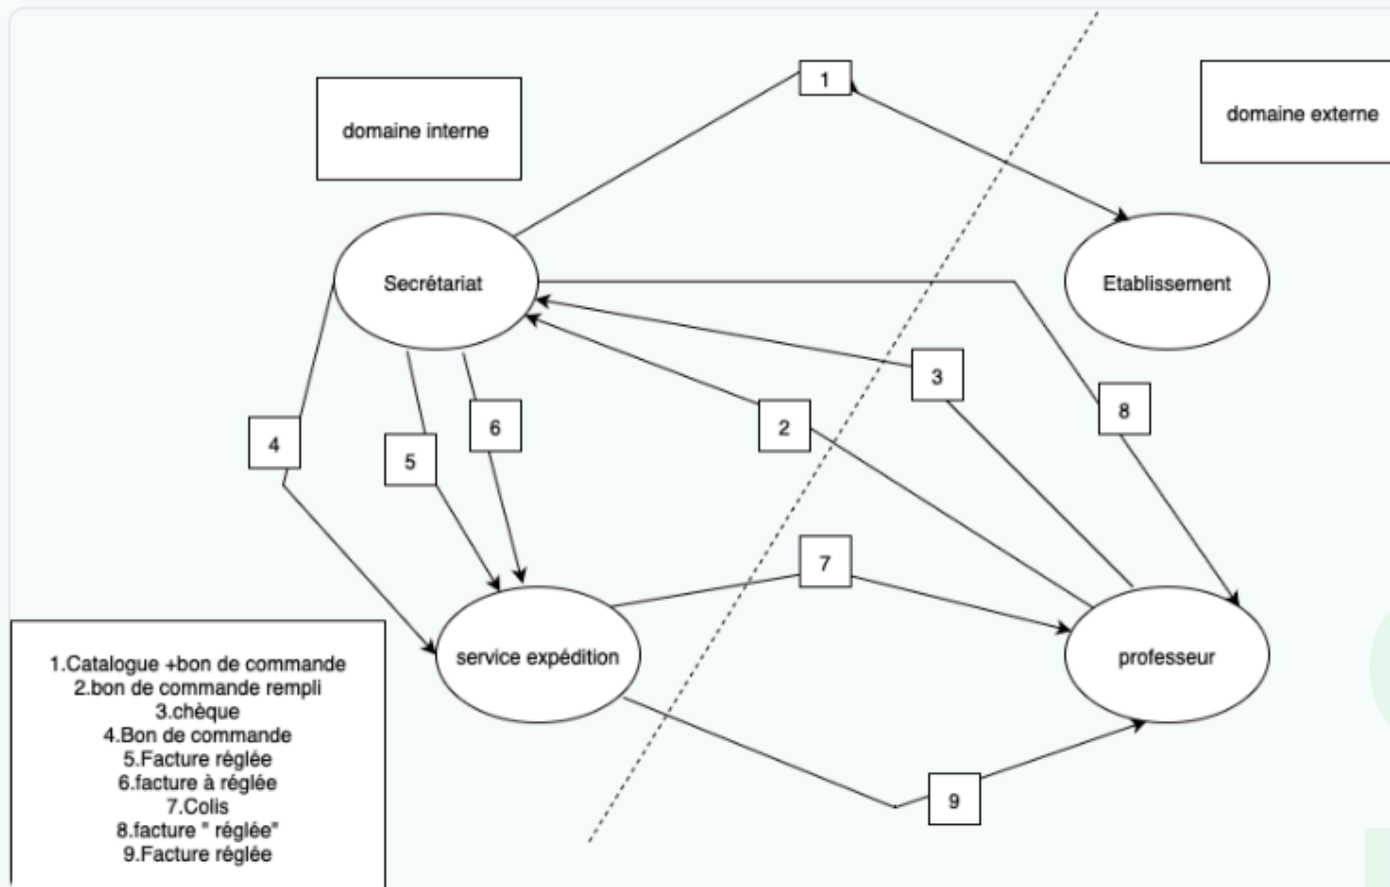 1
domaine interne
domaine externe
Secrétariat
Etablissement
3
8
2
6
4
5
7
service expédition
professeur
9
1.Catalogue +bon de commande
2.bon de commande rempli
3.chèque
4.Bon de commande
5.Facture réglée
6.facture à réglée
7.Colis
8.facture " réglée"
9.Facture réglée